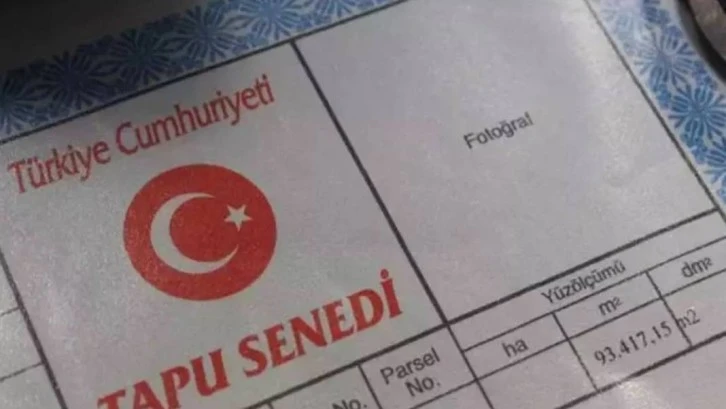 Türkiye Cumhuriyeti
TAPU SENEDİ
Fotoğraf
Yüzölçümü
ha
m²
dm²
93.417,15 m2
Parsel
No.
No.